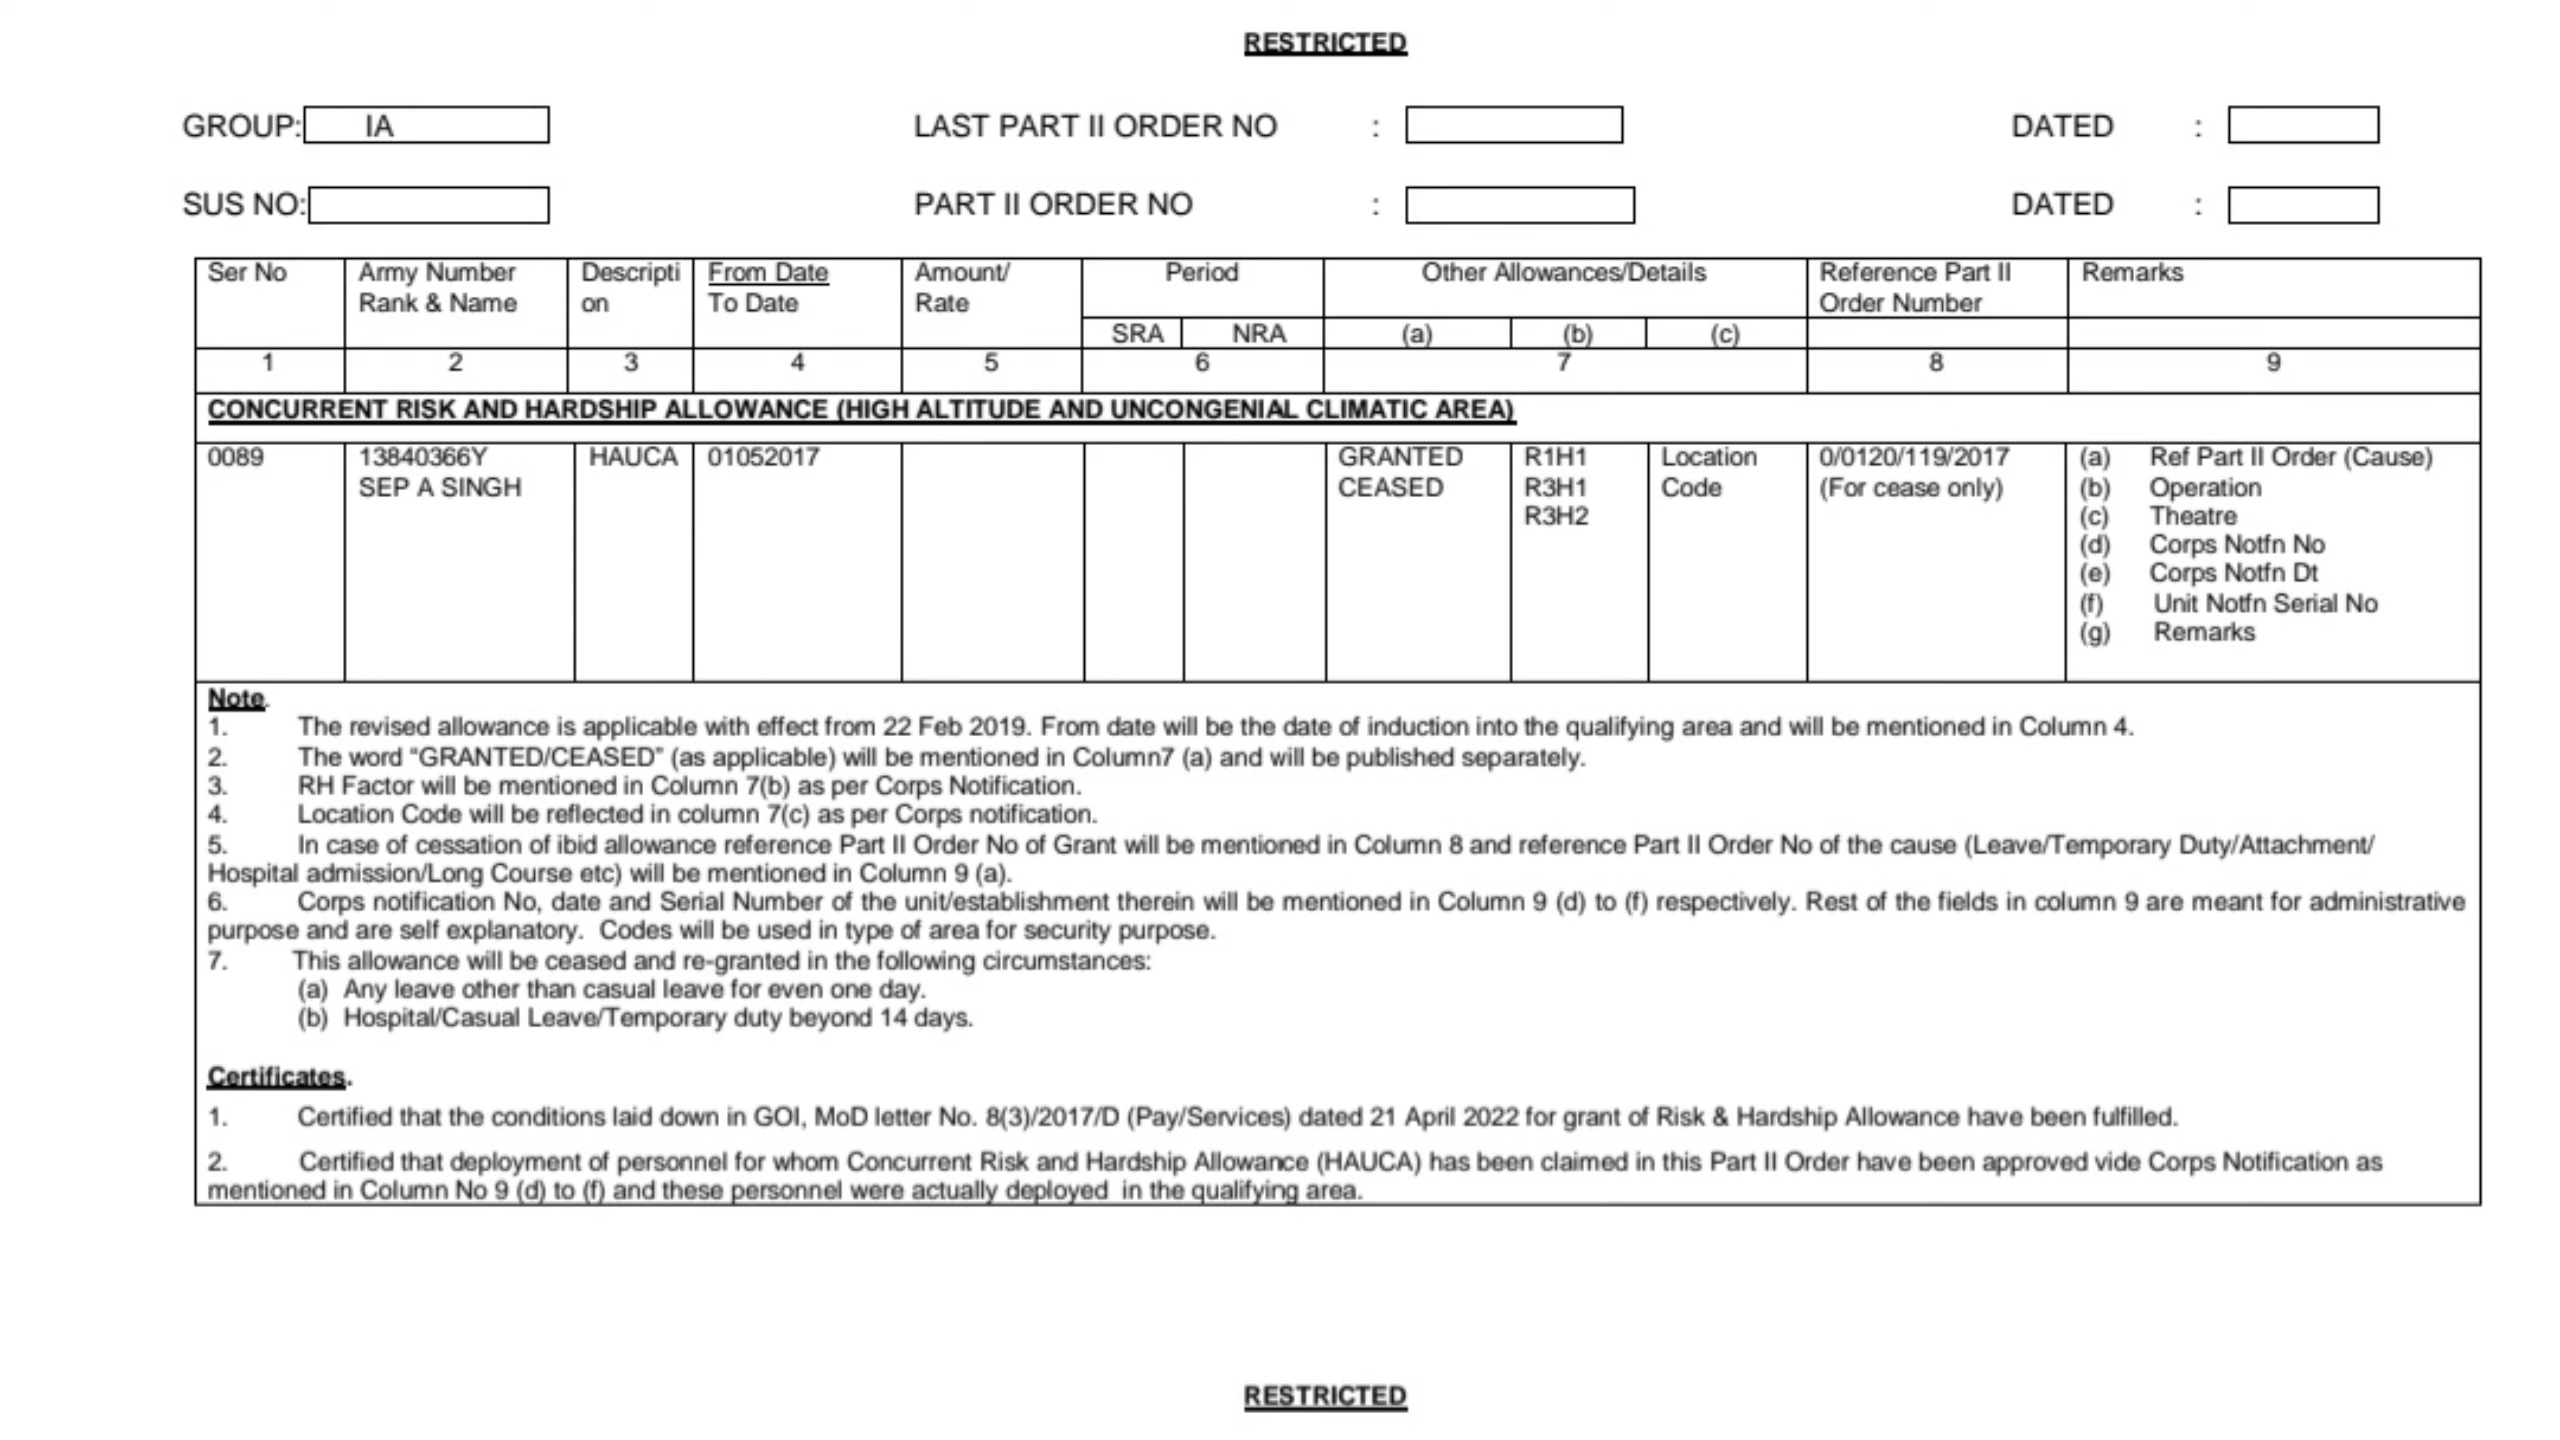 RESTRICTED
GROUP: IA LAST PART II ORDER NO : DATED :
SUS NO: PART II ORDER NO : DATED :
Ser No Army Number Descripti From Date Amount/ Period Other Allowances/Details Reference Part II Remarks
Rank & Name on To Date Rate Order Number
SRA NRA (a) (b) (c)
1 2 3 4 5 6 7 8 9
CONCURRENT RISK AND HARDSHIP ALLOWANCE (HIGH ALTITUDE AND UNCONGENIAL CLIMATIC AREA)
0089 13840366Y HAUCA 01052017 GRANTED R1H1 Location 0/0120/119/2017 (a) Ref Part II Order (Cause)
SEP A SINGH CEASED R3H1 Code (For cease only) (b) Operation
R3H2 (c) Theatre
(d) Corps Notfn No
(e) Corps Notfn Dt
(f) Unit Notfn Serial No
(g) Remarks
Note.
1. The revised allowance is applicable with effect from 22 Feb 2019. From date will be the date of induction into the qualifying area and will be mentioned in Column 4.
2. The word “GRANTED/CEASED” (as applicable) will be mentioned in Column7 (a) and will be published separately.
3. RH Factor will be mentioned in Column 7(b) as per Corps Notification.
4. Location Code will be reflected in column 7(c) as per Corps notification.
5. In case of cessation of ibid allowance reference Part II Order No of Grant will be mentioned in Column 8 and reference Part II Order No of the cause (Leave/Temporary Duty/Attachment/
Hospital admission/Long Course etc) will be mentioned in Column 9 (a).
6. Corps notification No, date and Serial Number of the unit/establishment therein will be mentioned in Column 9 (d) to (f) respectively. Rest of the fields in column 9 are meant for administrative
purpose and are self explanatory. Codes will be used in type of area for security purpose.
7. This allowance will be ceased and re-granted in the following circumstances:
(a) Any leave other than casual leave for even one day.
(b) Hospital/Casual Leave/Temporary duty beyond 14 days.
Certificates.
1. Certified that the conditions laid down in GOI, MoD letter No. 8(3)/2017/D (Pay/Services) dated 21 April 2022 for grant of Risk & Hardship Allowance have been fulfilled.
2. Certified that deployment of personnel for whom Concurrent Risk and Hardship Allowance (HAUCA) has been claimed in this Part II Order have been approved vide Corps Notification as
mentioned in Column No 9 (d) to (f) and these personnel were actually deployed in the qualifying area.
RESTRICTED